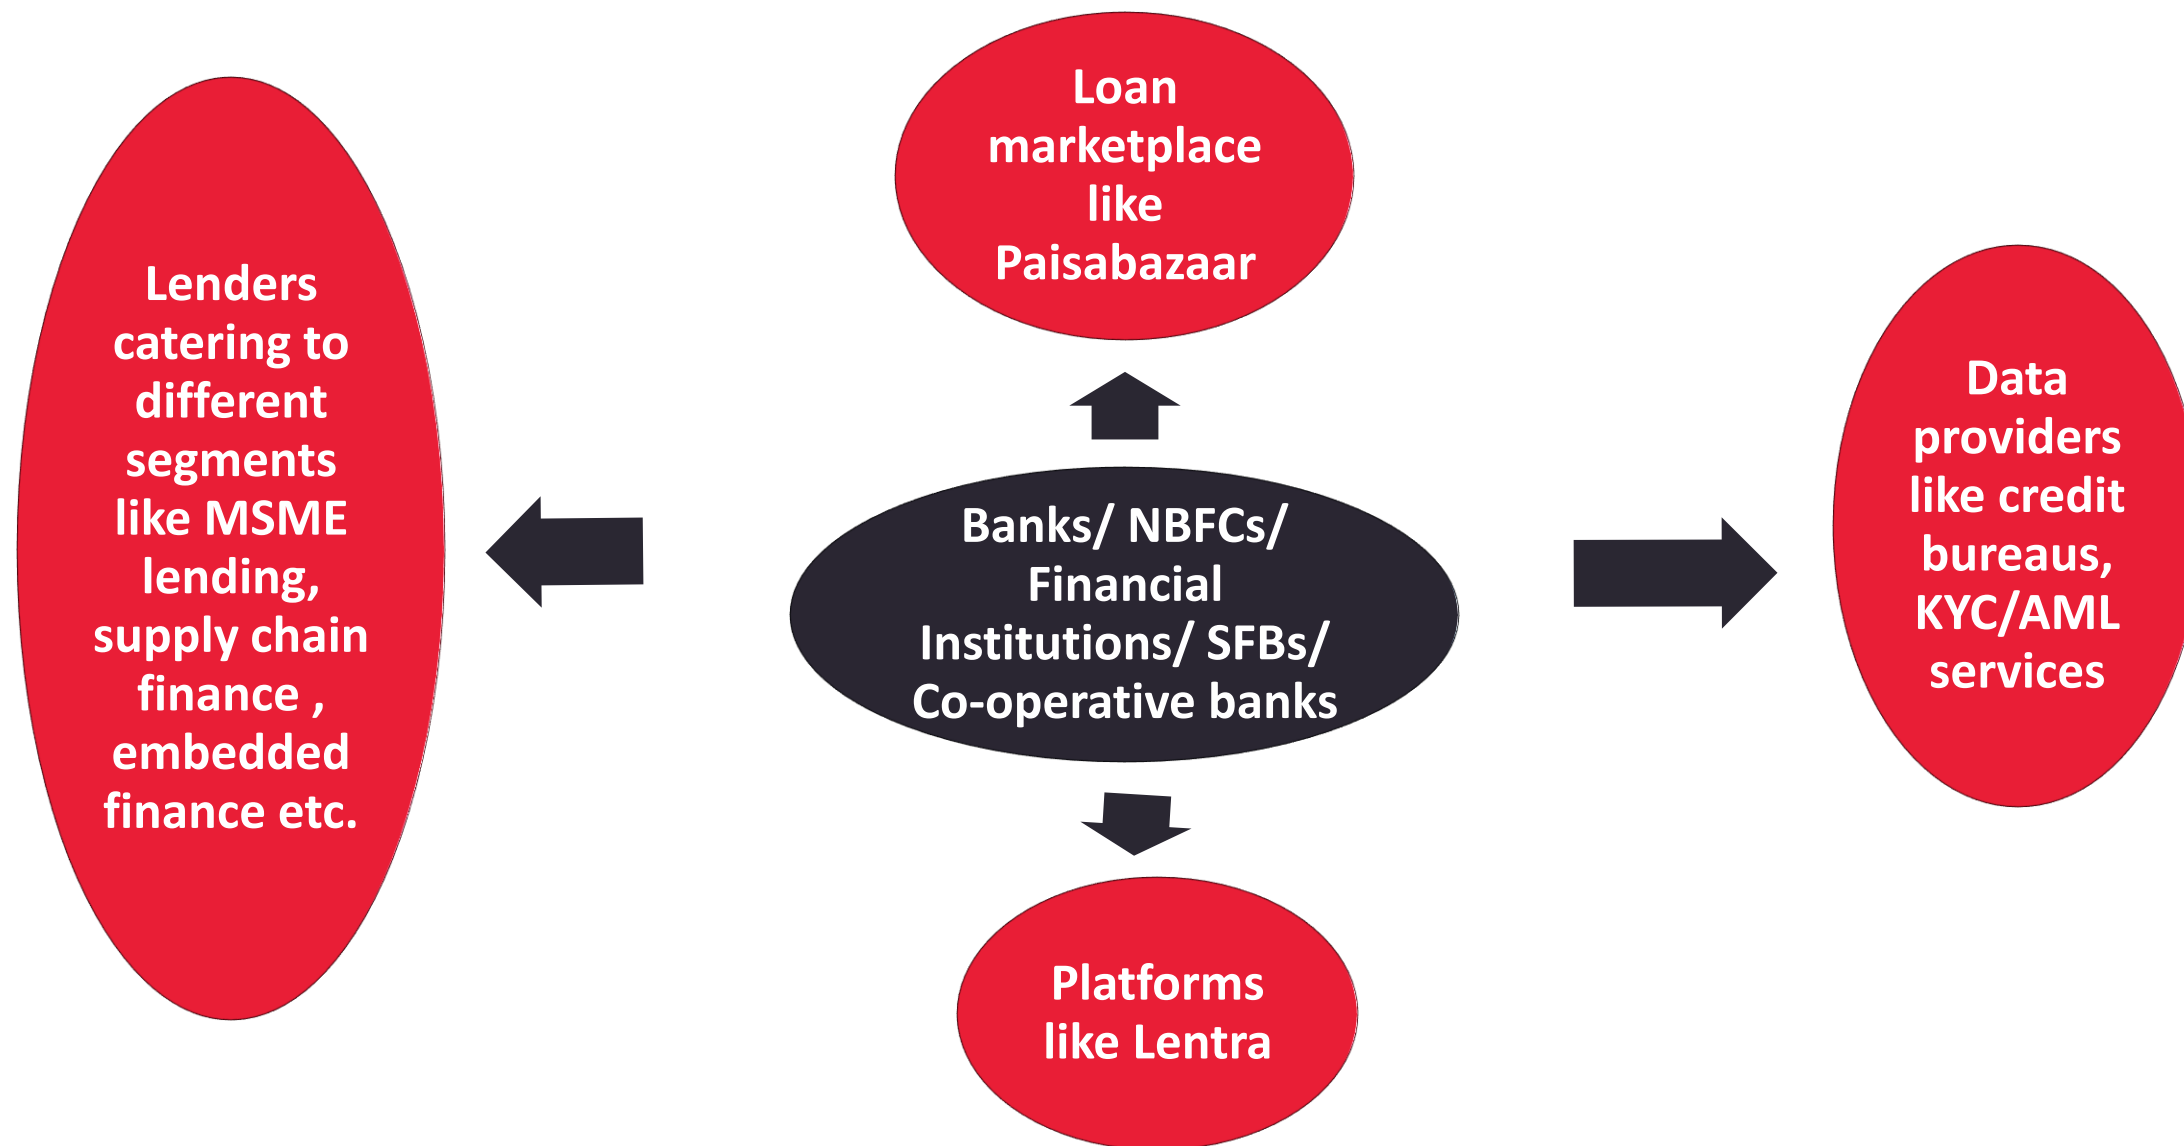 Loan
marketplace
like
Paisabazaar
Lenders
catering to
different
segments
like MSME
lending,
supply chain
finance ,
embedded
finance etc.
Banks/ NBFCs/
Financial
Institutions/ SFBs/
Co-operative banks
Data
providers
like credit
bureaus,
KYC/AML
services
Platforms
like Lentra